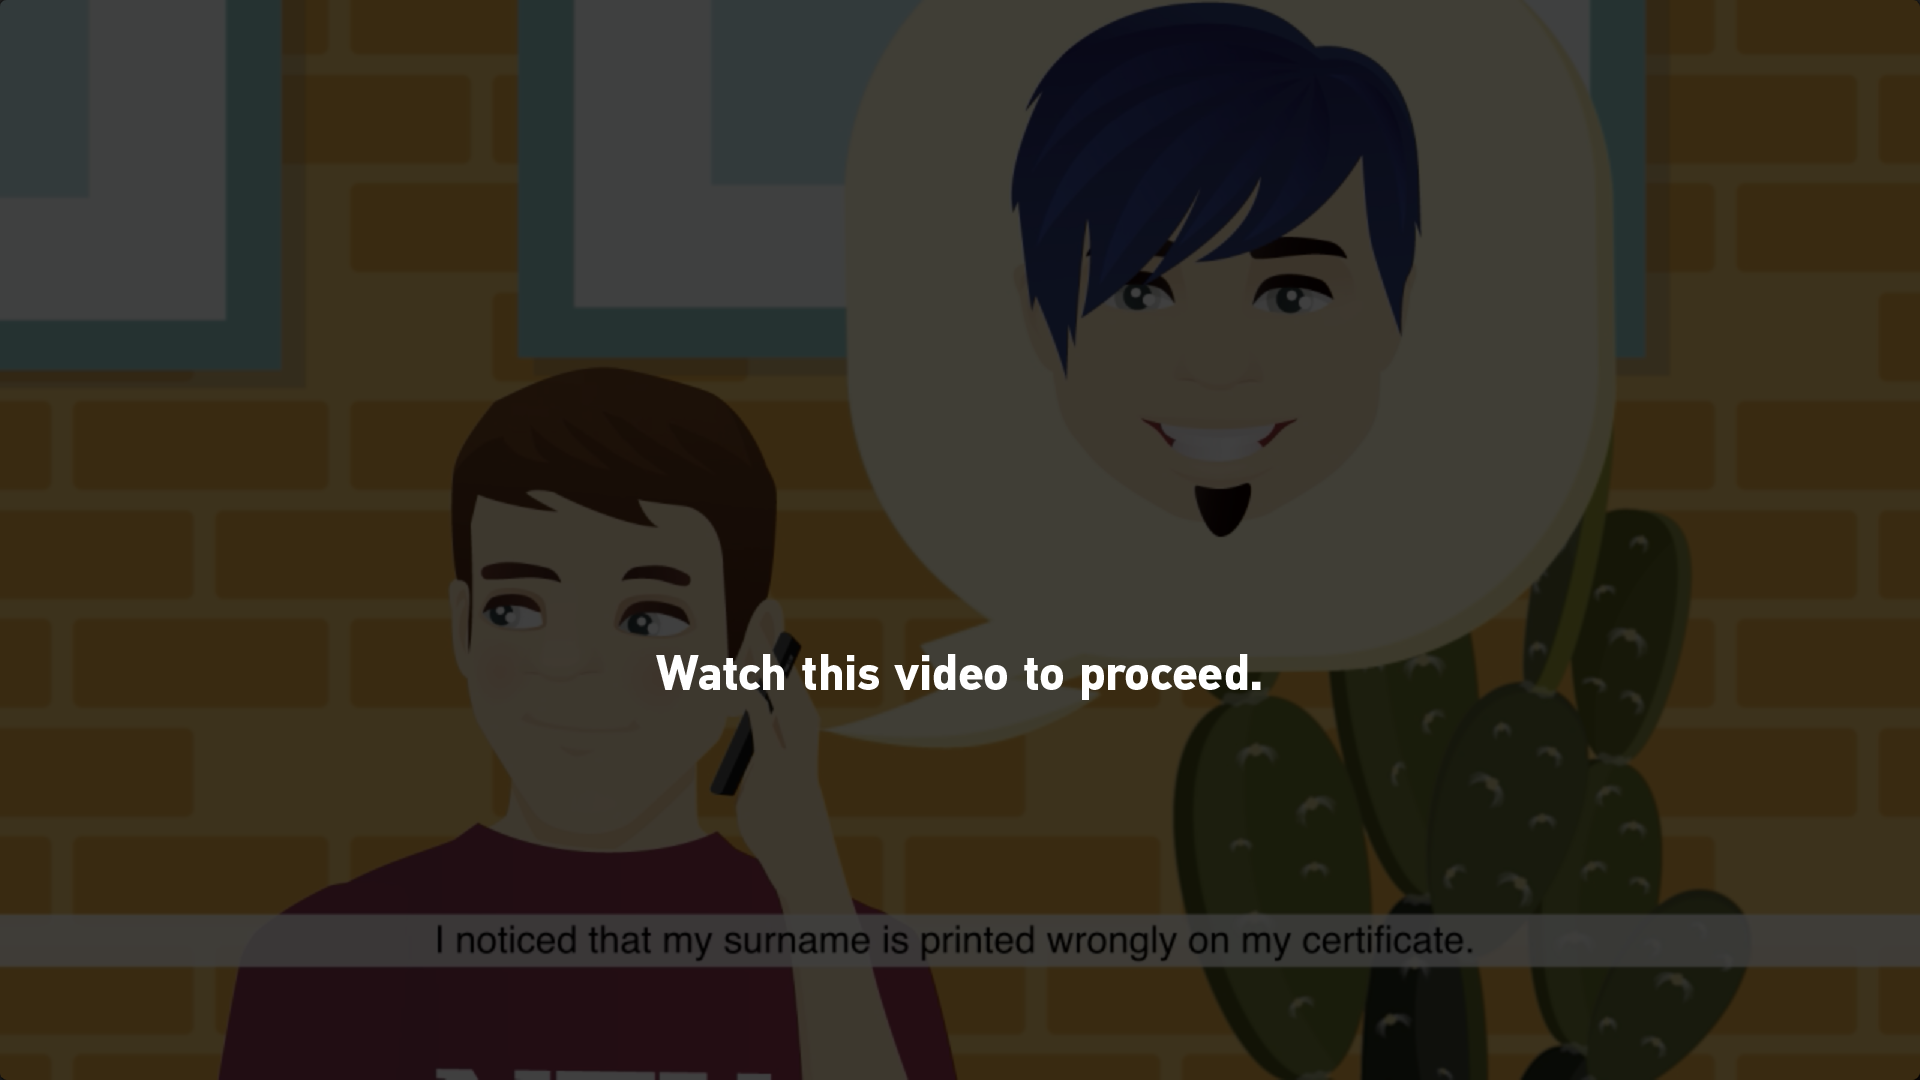 Watch this video to proceed.
I noticed that my surname is printed wrongly on my certificate.